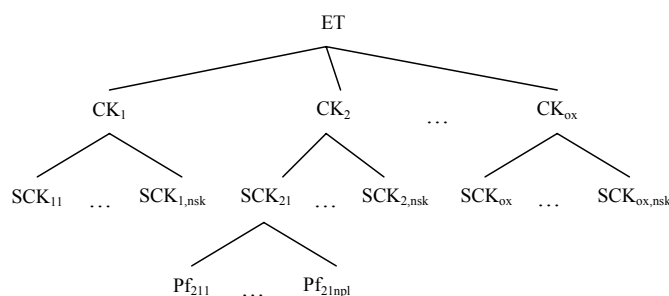 ET
CK₁ CK₂ ... CKₒₓ
SCK₁₁ ... SCK₁,ₙₛₖ SCK₂₁ ... SCK₂,ₙₛₖ SCKₒₓ ... SCKₒₓ,ₙₛₖ
Pf₂₁₁ ... Pf₂₁ₙₚₗ